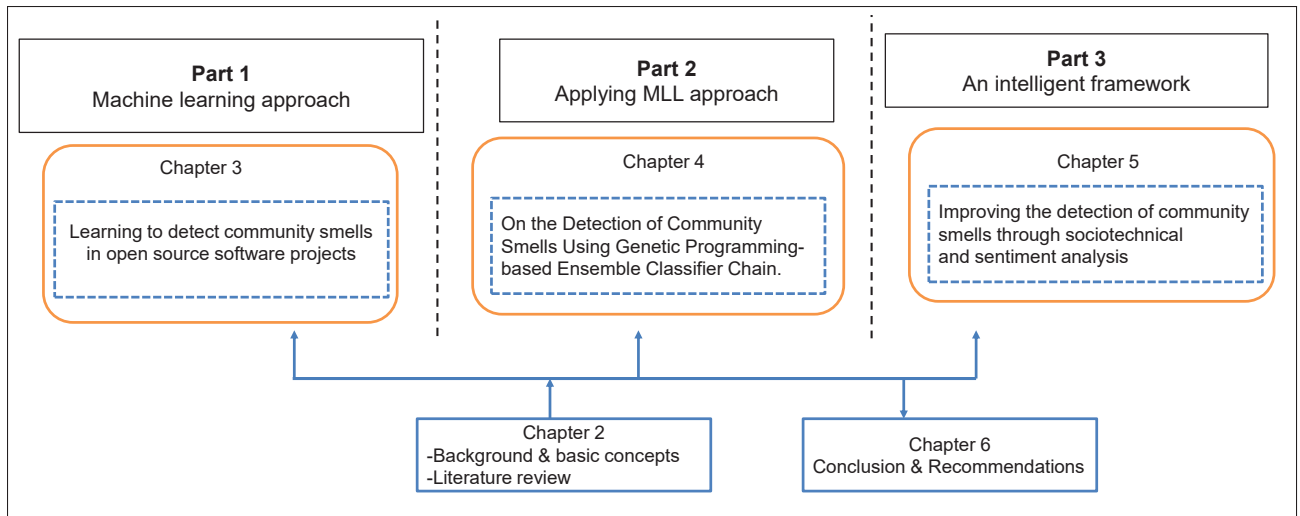 Part 1
Machine learning approach
Part 2
Applying MLL approach
Part 3
An intelligent framework
Chapter 3
Learning to detect community smells
in open source software projects
Chapter 4
On the Detection of Community
Smells Using Genetic Programming-
based Ensemble Classifier Chain.
Chapter 5
Improving the detection of community
smells through sociotechnical
and sentiment analysis
Chapter 2
-Background & basic concepts
-Literature review
Chapter 6
Conclusion & Recommendations